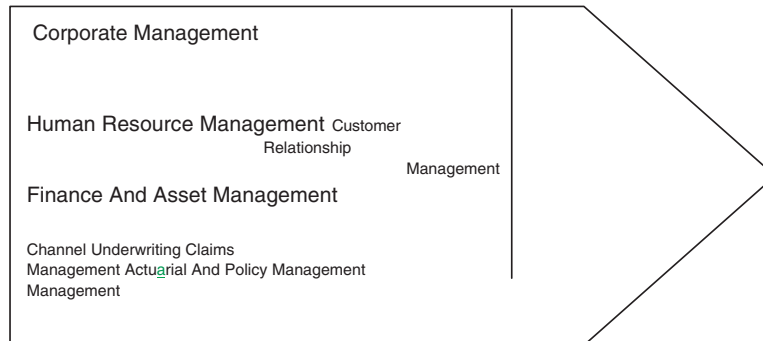 Corporate Management
Human Resource Management Customer
Relationship
Management
Finance And Asset Management
Channel Underwriting Claims
Management Actuarial And Policy Management
Management